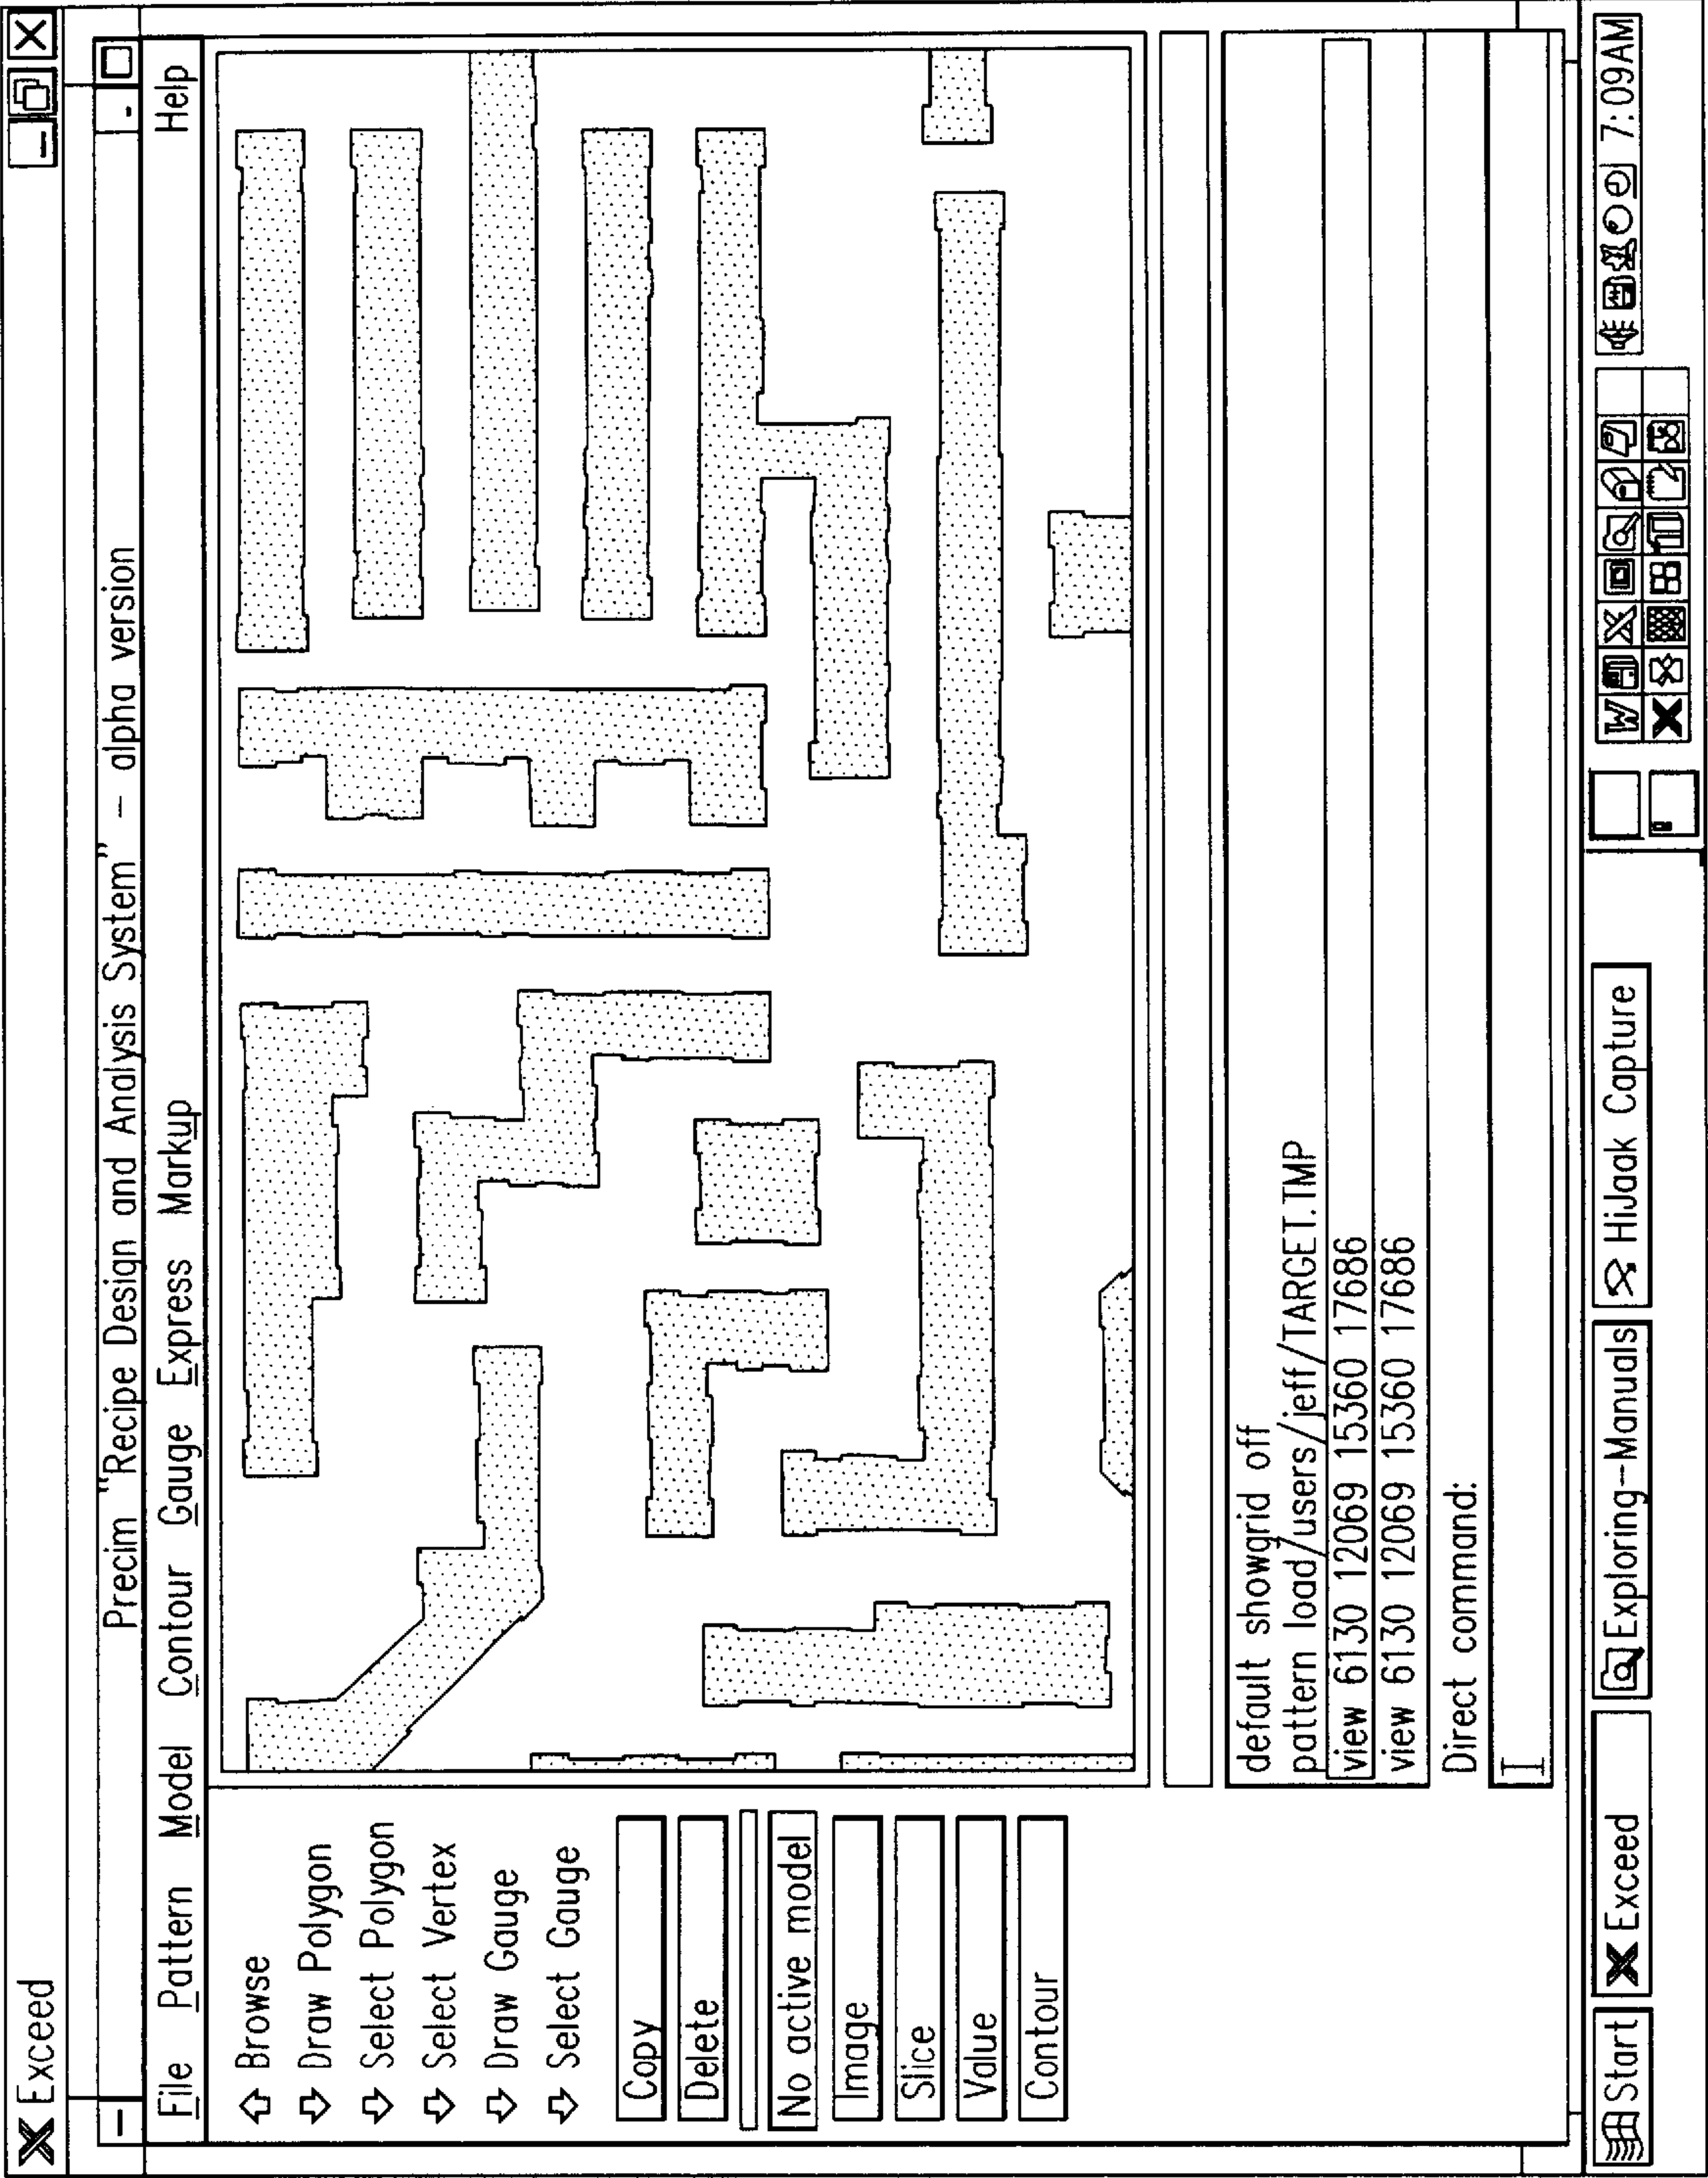 Exceed
Precim "Recipe Design and Analysis System" — alpha version
File Pattern Model Contour Gauge Express Markup Help
Browse
Draw Polygon
Select Polygon
Select Vertex
Draw Gauge
Select Gauge
Copy
Delete
No active model
Image
Slice
Value
Contour
default showgrid off
pattern load/users/jeff/TARGET.TMP
view 6130 12069 15360 17686
view 6130 12069 15360 17686
Direct command:
Start Exceed Exploring--Manuals HiJaak Capture W X 7:09AM